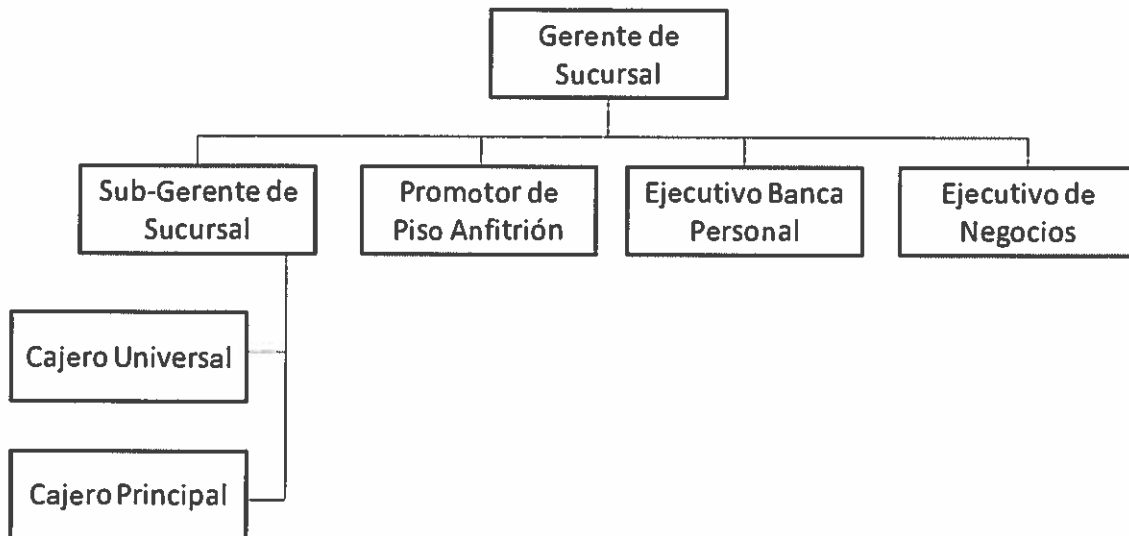 Gerente de
Sucursal
Sub-Gerente de
Sucursal
Promotor de
Piso Anfitrión
Ejecutivo Banca
Personal
Ejecutivo de
Negocios
Cajero Universal
Cajero Principal